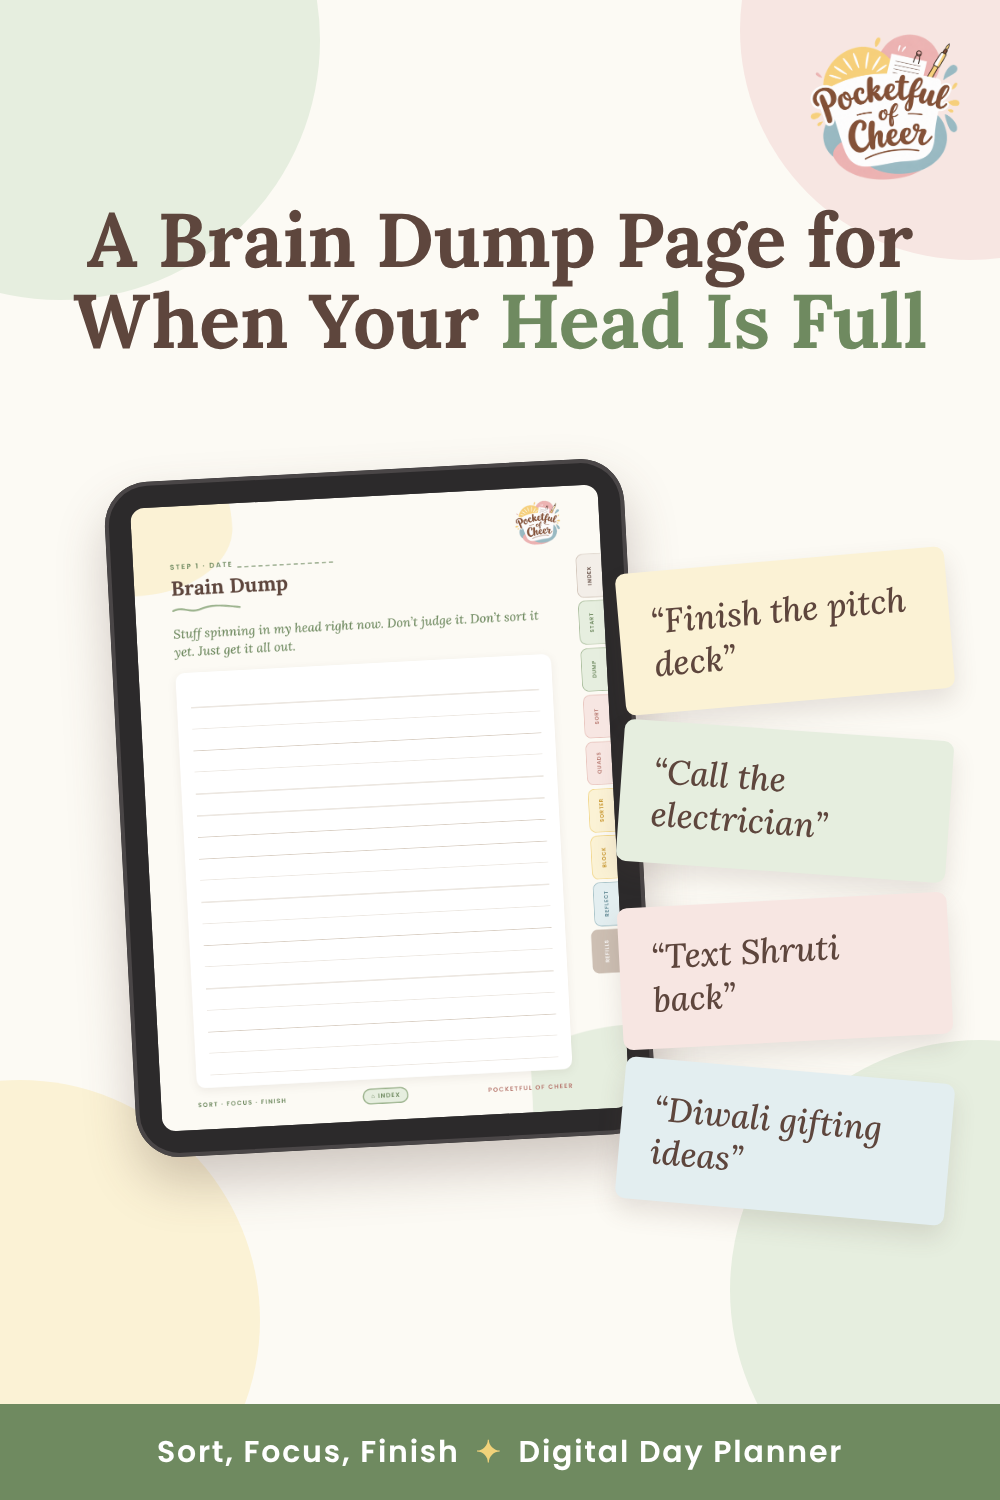 Pocketful
of
Cheer
A Brain Dump Page for
When Your Head Is Full
Pocketful
of
Cheer
STEP 1 · DATE
Brain Dump
Stuff spinning in my head right now. Don't judge it. Don't sort it
yet. Just get it all out.
INDEX
START
DUMP
SORT
QUADS
SORTER
BLOCK
REFLECT
“Finish the pitch
deck”
“Call the
electrician”
“Text Shruti
back”
“Diwali gifting
ideas”
SORT · FOCUS · FINISH
INDEX
POCKETFUL OF CHEER
Sort, Focus, Finish ✦ Digital Day Planner